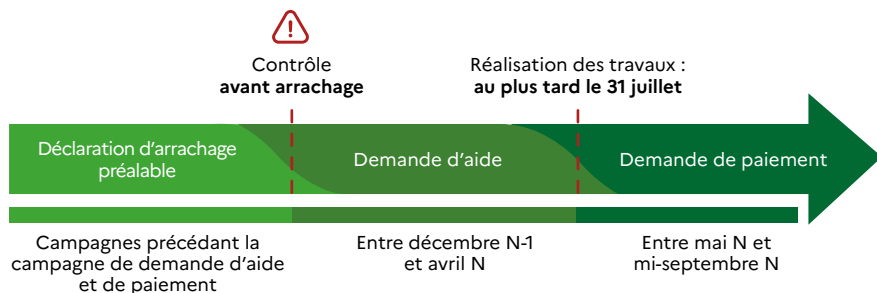 Contrôle
avant arrachage
Réalisation des travaux :
au plus tard le 31 juillet
Déclaration d'arrachage
préalable
Demande d'aide
Demande de paiement
Campagnes précédant la
campagne de demande d'aide
et de paiement
Entre décembre N-1
et avril N
Entre mai N et
mi-septembre N